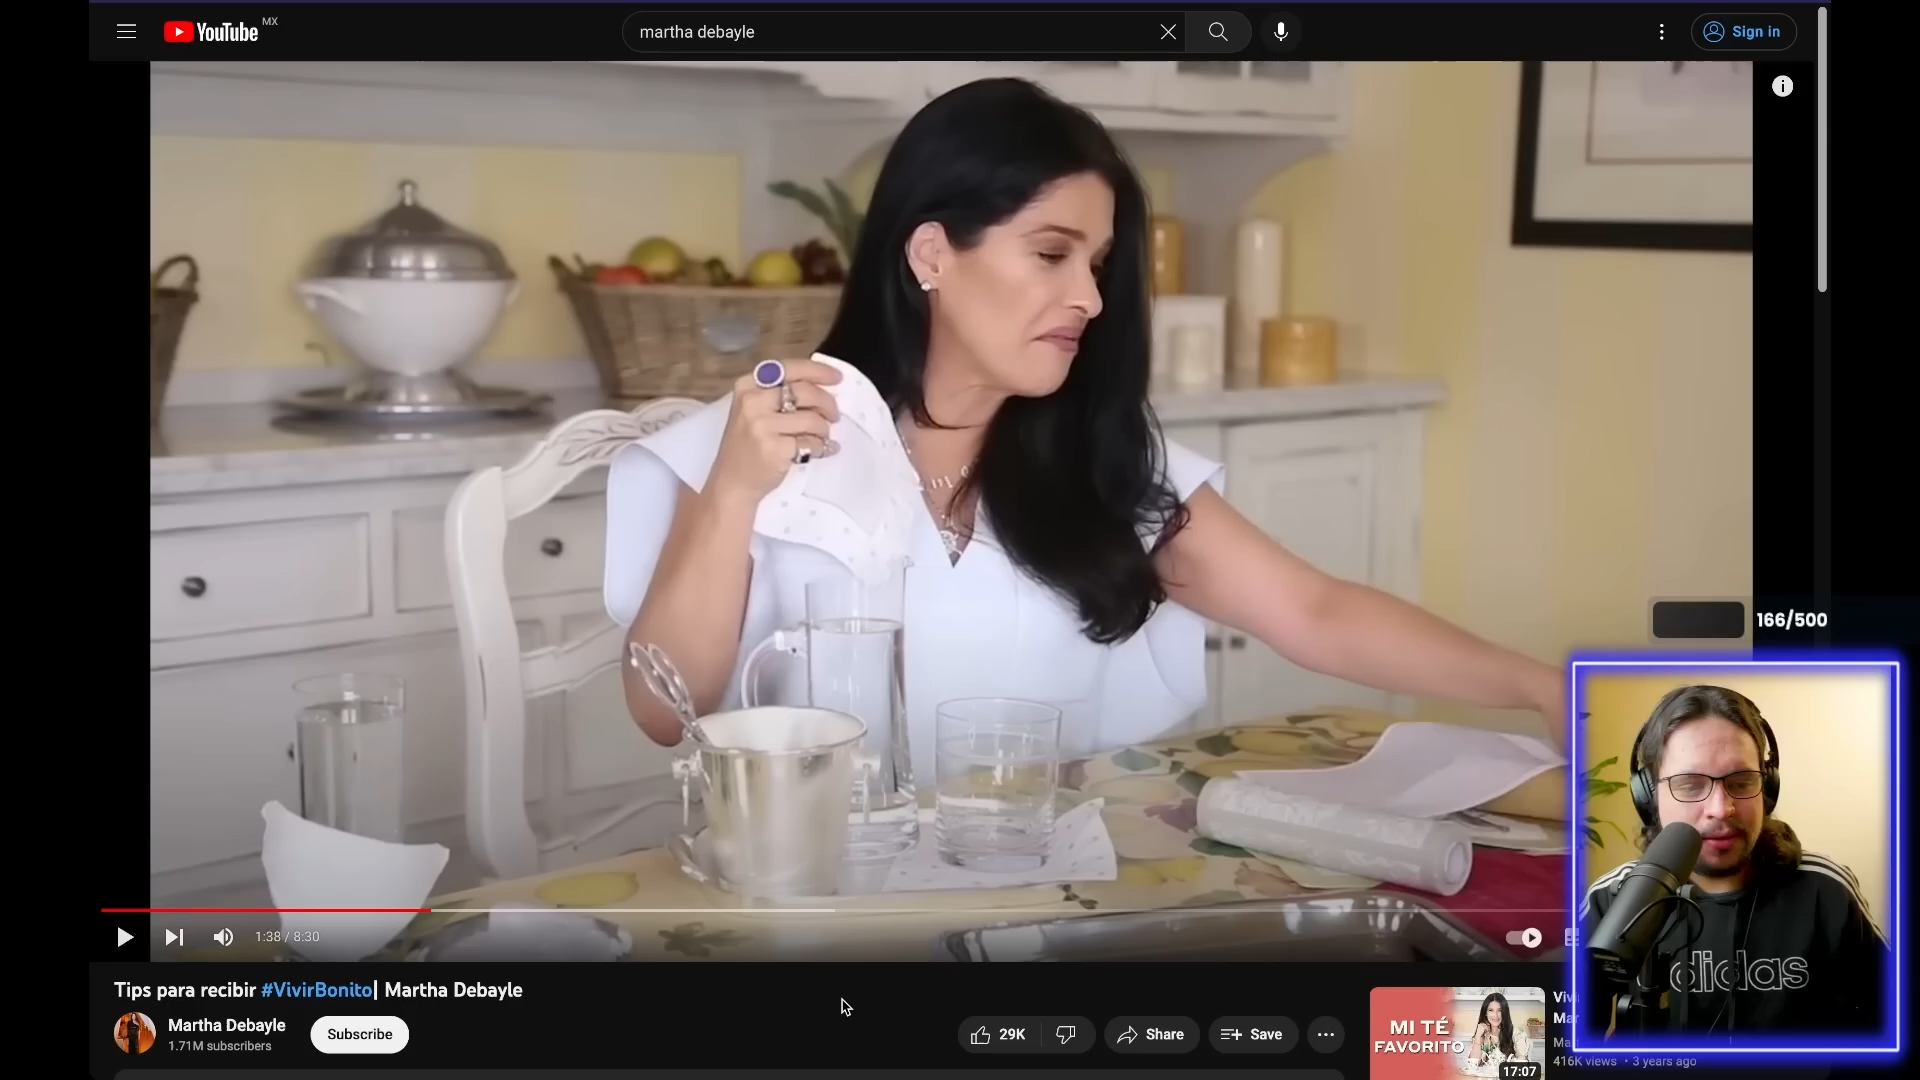 YouTube MX
martha debayle
Sign in
166/500
1:38 / 8:30
adidas
Tips para recibir #VivirBonito| Martha Debayle
Martha Debayle
1.71M subscribers
Subscribe
29K
Share
Save
MI TÉ
FAVORITO
17:07
416K views • 3 years ago